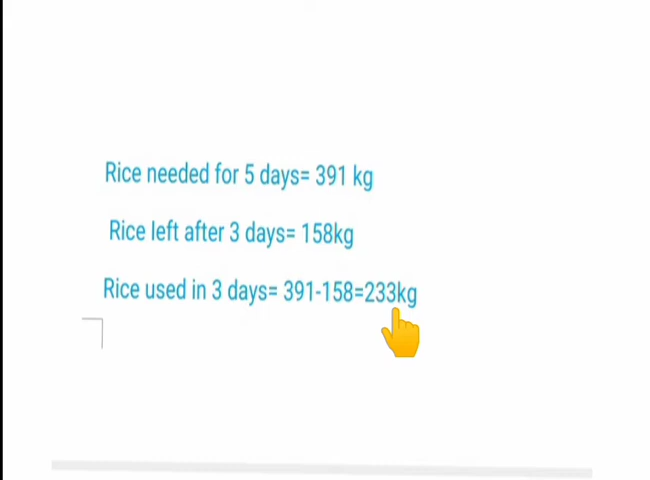 Rice needed for 5 days= 391 kg
Rice left after 3 days= 158kg
Rice used in 3 days= 391-158=233kg